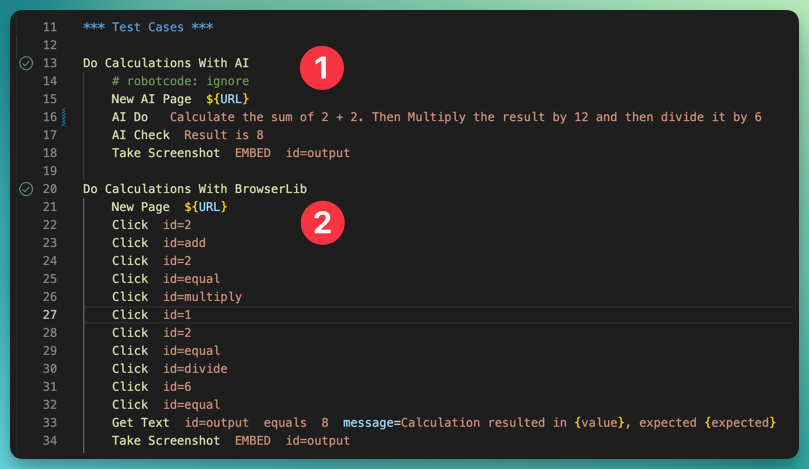 11 *** Test Cases ***
12
13 Do Calculations With AI
1
14 # robotcode: ignore
15 New AI Page ${URL}
16 AI Do Calculate the sum of 2 + 2. Then Multiply the result by 12 and then divide it by 6
17 AI Check Result is 8
18 Take Screenshot EMBED id=output
19
20 Do Calculations With BrowserLib
21 New Page ${URL}
2
22 Click id=2
23 Click id=add
24 Click id=2
25 Click id=equal
26 Click id=multiply
27 Click id=1
28 Click id=2
29 Click id=equal
30 Click id=divide
31 Click id=6
32 Click id=equal
33 Get Text id=output equals 8 message=Calculation resulted in {value}, expected {expected}
34 Take Screenshot EMBED id=output